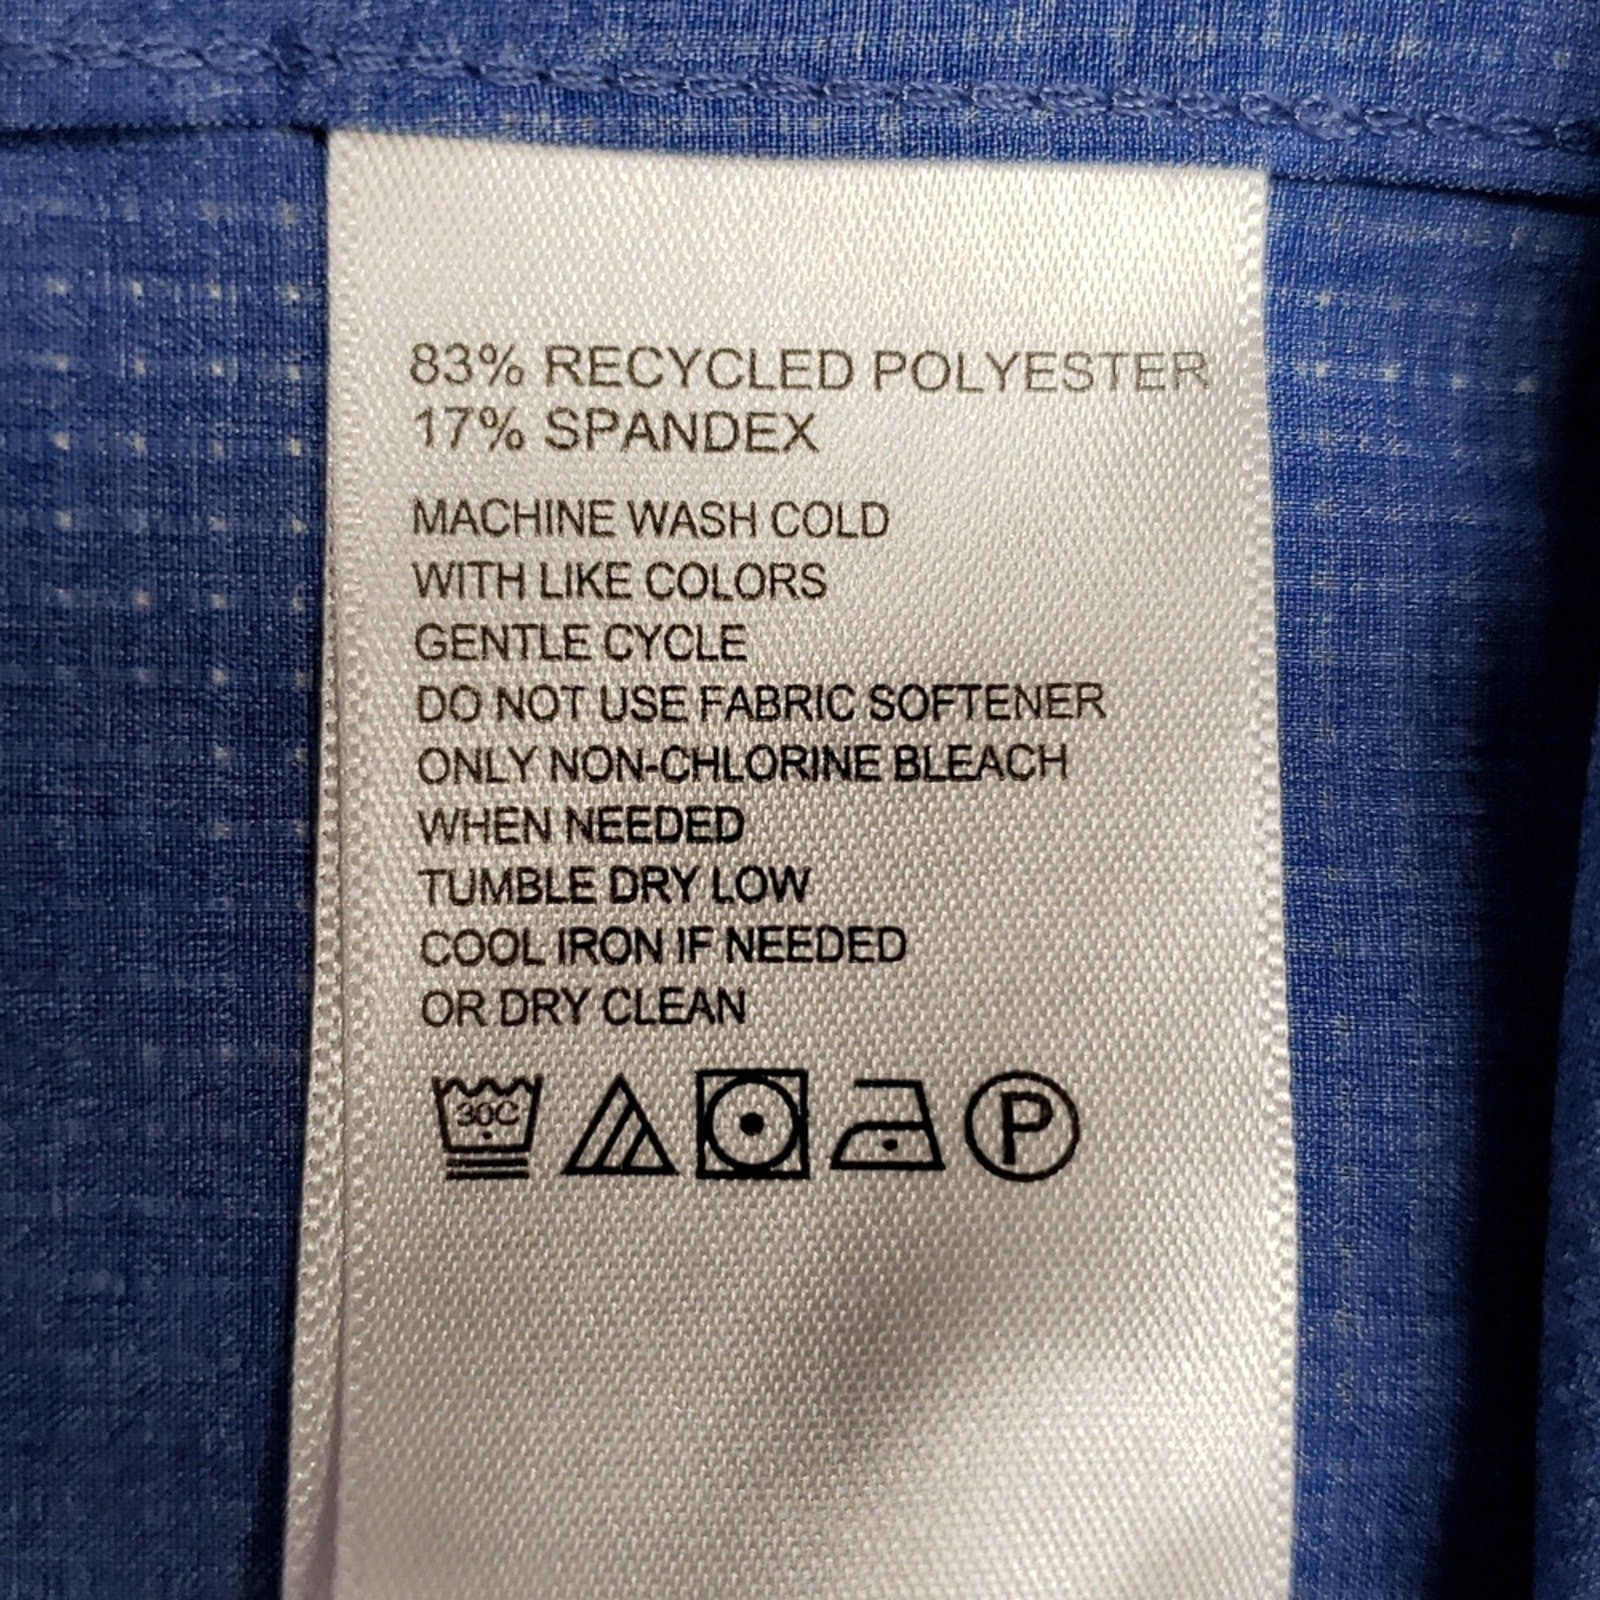 83% RECYCLED POLYESTER
17% SPANDEX
MACHINE WASH COLD
WITH LIKE COLORS
GENTLE CYCLE
DO NOT USE FABRIC SOFTENER
ONLY NON-CHLORINE BLEACH
WHEN NEEDED
TUMBLE DRY LOW
COOL IRON IF NEEDED
OR DRY CLEAN
30C P